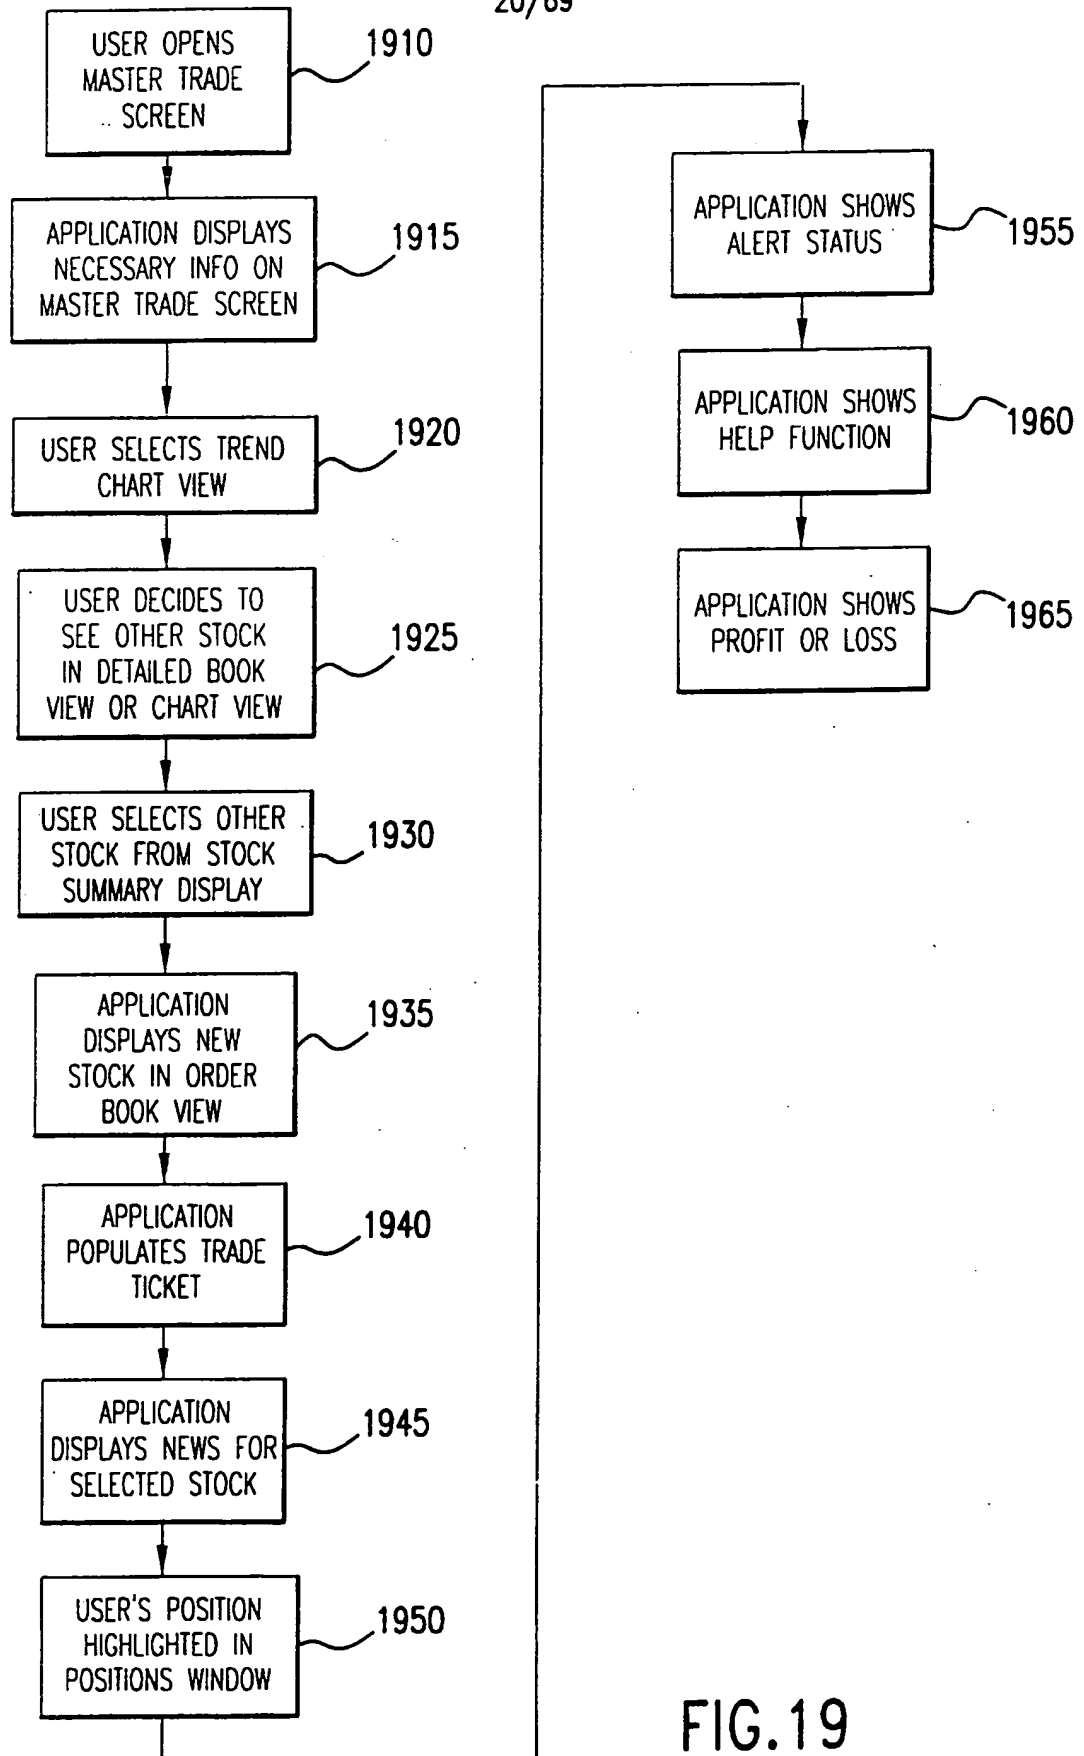 20/69
USER OPENS
MASTER TRADE
SCREEN
1910
APPLICATION DISPLAYS
NECESSARY INFO ON
MASTER TRADE SCREEN
1915
USER SELECTS TREND
CHART VIEW
1920
USER DECIDES TO
SEE OTHER STOCK
IN DETAILED BOOK
VIEW OR CHART VIEW
1925
USER SELECTS OTHER
STOCK FROM STOCK
SUMMARY DISPLAY
1930
APPLICATION
DISPLAYS NEW
STOCK IN ORDER
BOOK VIEW
1935
APPLICATION
POPULATES TRADE
TICKET
1940
APPLICATION
DISPLAYS NEWS FOR
SELECTED STOCK
1945
USER'S POSITION
HIGHLIGHTED IN
POSITIONS WINDOW
1950
APPLICATION SHOWS
ALERT STATUS
1955
APPLICATION SHOWS
HELP FUNCTION
1960
APPLICATION SHOWS
PROFIT OR LOSS
1965
FIG.19